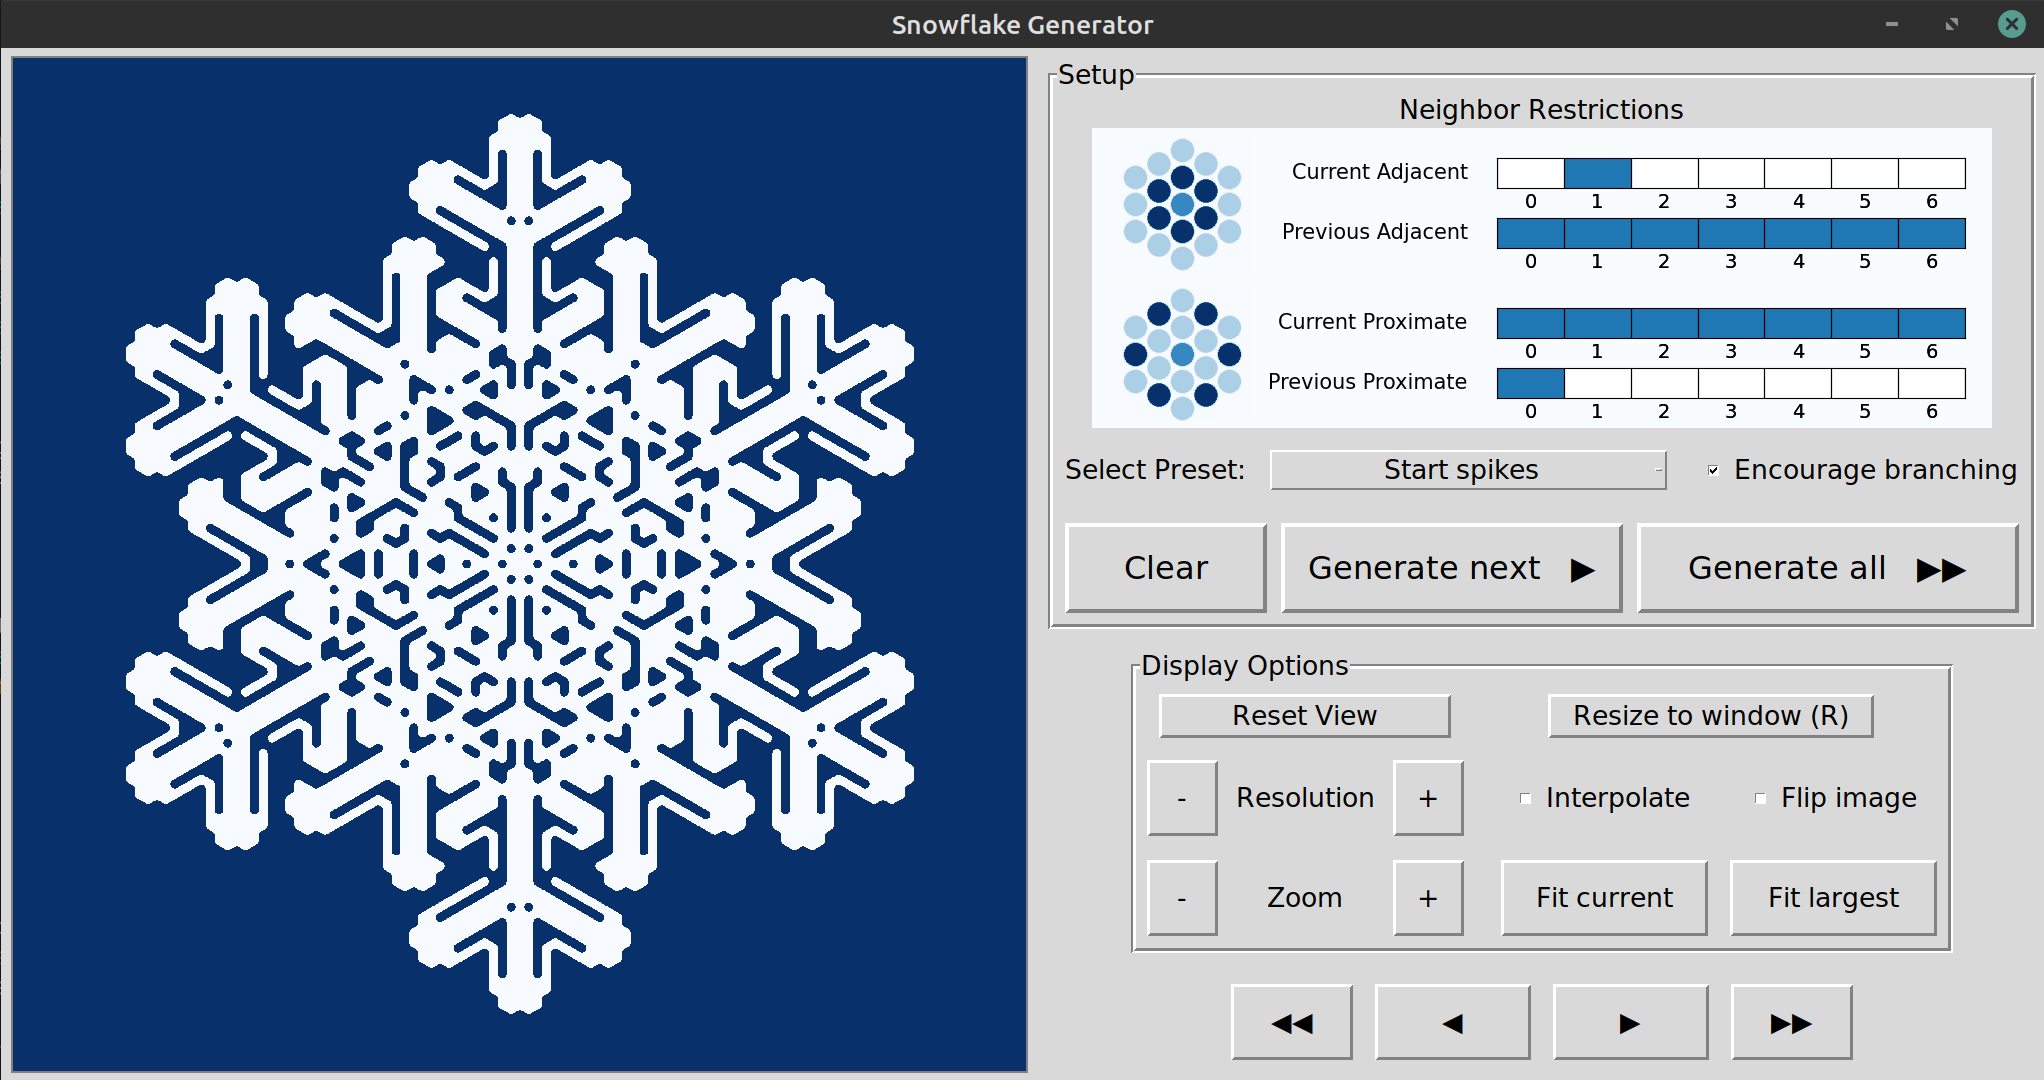 Snowflake Generator
Setup
Neighbor Restrictions
Current Adjacent
0 1 2 3 4 5 6
Previous Adjacent
0 1 2 3 4 5 6
Current Proximate
0 1 2 3 4 5 6
Previous Proximate
0 1 2 3 4 5 6
Select Preset: Start spikes Encourage branching
Clear Generate next ▶ Generate all ▶▶
Display Options
Reset View Resize to window (R)
- Resolution + Interpolate Flip image
- Zoom + Fit current Fit largest
◀◀ ◀ ▶ ▶▶